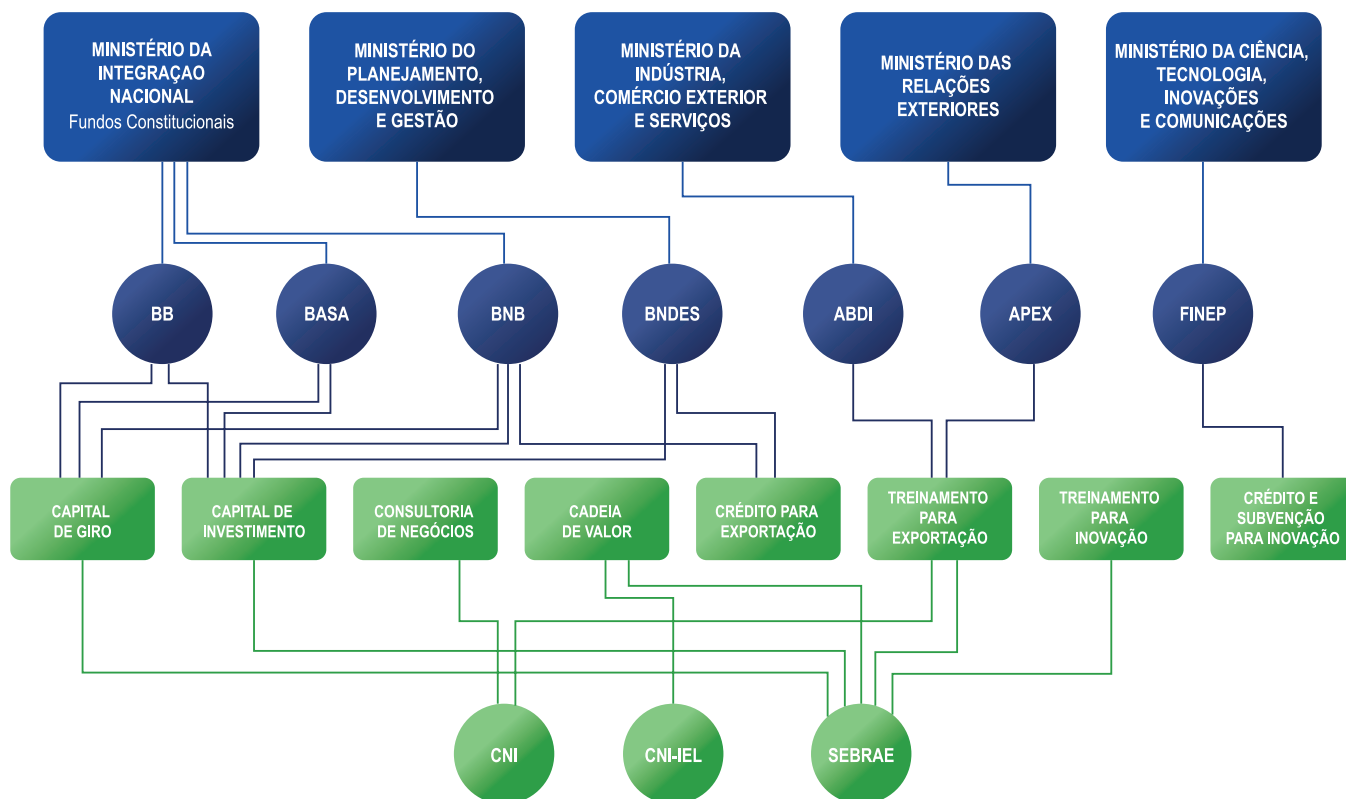 MINISTÉRIO DA
INTEGRAÇAO
NACIONAL
Fundos Constitucionais
MINISTÉRIO DO
PLANEJAMENTO,
DESENVOLVIMENTO
E GESTÃO
MINISTÉRIO DA
INDÚSTRIA,
COMÉRCIO EXTERIOR
E SERVIÇOS
MINISTÉRIO DAS
RELAÇÕES
EXTERIORES
MINISTÉRIO DA CIÊNCIA,
TECNOLOGIA,
INOVAÇÕES
E COMUNICAÇÕES
BB
BASA
BNB
BNDES
ABDI
APEX
FINEP
CAPITAL
DE GIRO
CAPITAL DE
INVESTIMENTO
CONSULTORIA
DE NEGÓCIOS
CADEIA
DE VALOR
CRÉDITO PARA
EXPORTAÇÃO
TREINAMENTO
PARA
EXPORTAÇÃO
TREINAMENTO
PARA
INOVAÇÃO
CRÉDITO E
SUBVENÇÃO
PARA INOVAÇÃO
CNI
CNI-IEL
SEBRAE